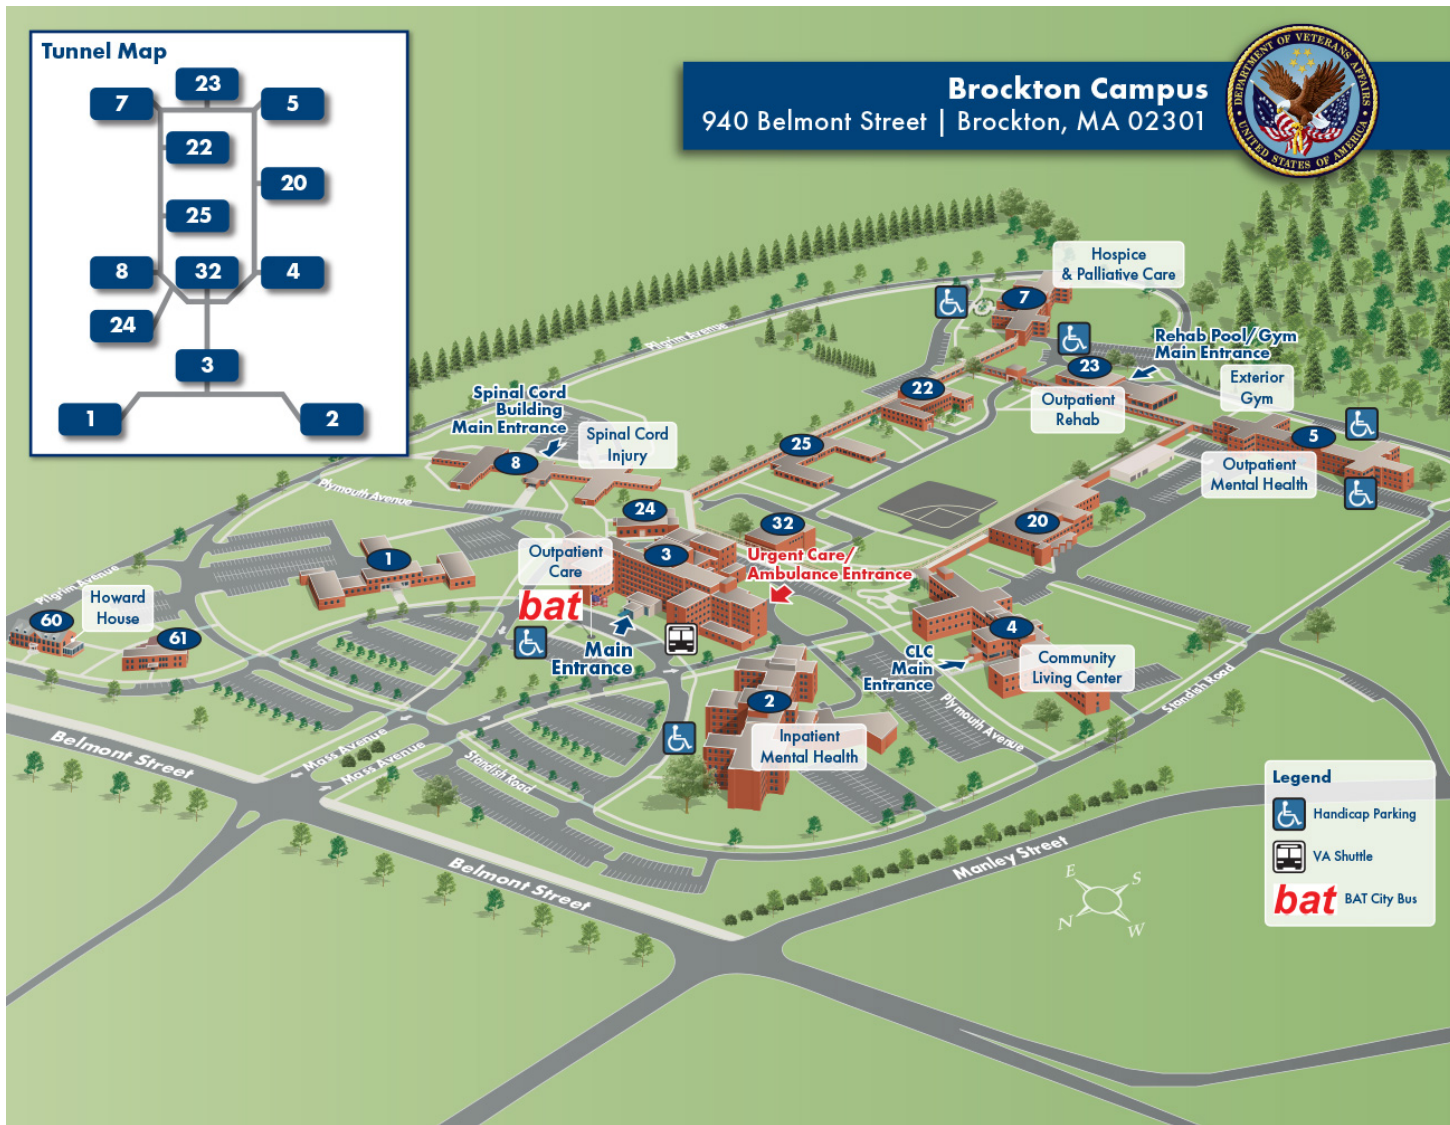 Tunnel Map
23
7
5
22
20
25
8
32
4
24
3
1
2
Brockton Campus
940 Belmont Street | Brockton, MA 02301
DEPARTMENT OF VETERANS AFFAIRS
UNITED STATES OF AMERICA
Hospice
& Palliative Care
7
Pilgrim Avenue
Rehab Pool/Gym
Main Entrance
23
Exterior
Gym
22
Outpatient
Rehab
Spinal Cord
Building
Main Entrance
Spinal Cord
Injury
8
25
5
Outpatient
Mental Health
Plymouth Avenue
24
32
20
3
1
Outpatient
Care
bat
Urgent Care/
Ambulance Entrance
Pilgrim Avenue
Howard
House
60
61
4
Main
Entrance
CLC
Main
Entrance
Community
Living Center
Standish Road
2
Plymouth Avenue
Inpatient
Mental Health
Belmont Street
Mass Avenue
Mass Avenue
Standish Road
Belmont Street
Manley Street
E
S
N
W
Legend
Handicap Parking
VA Shuttle
bat BAT City Bus